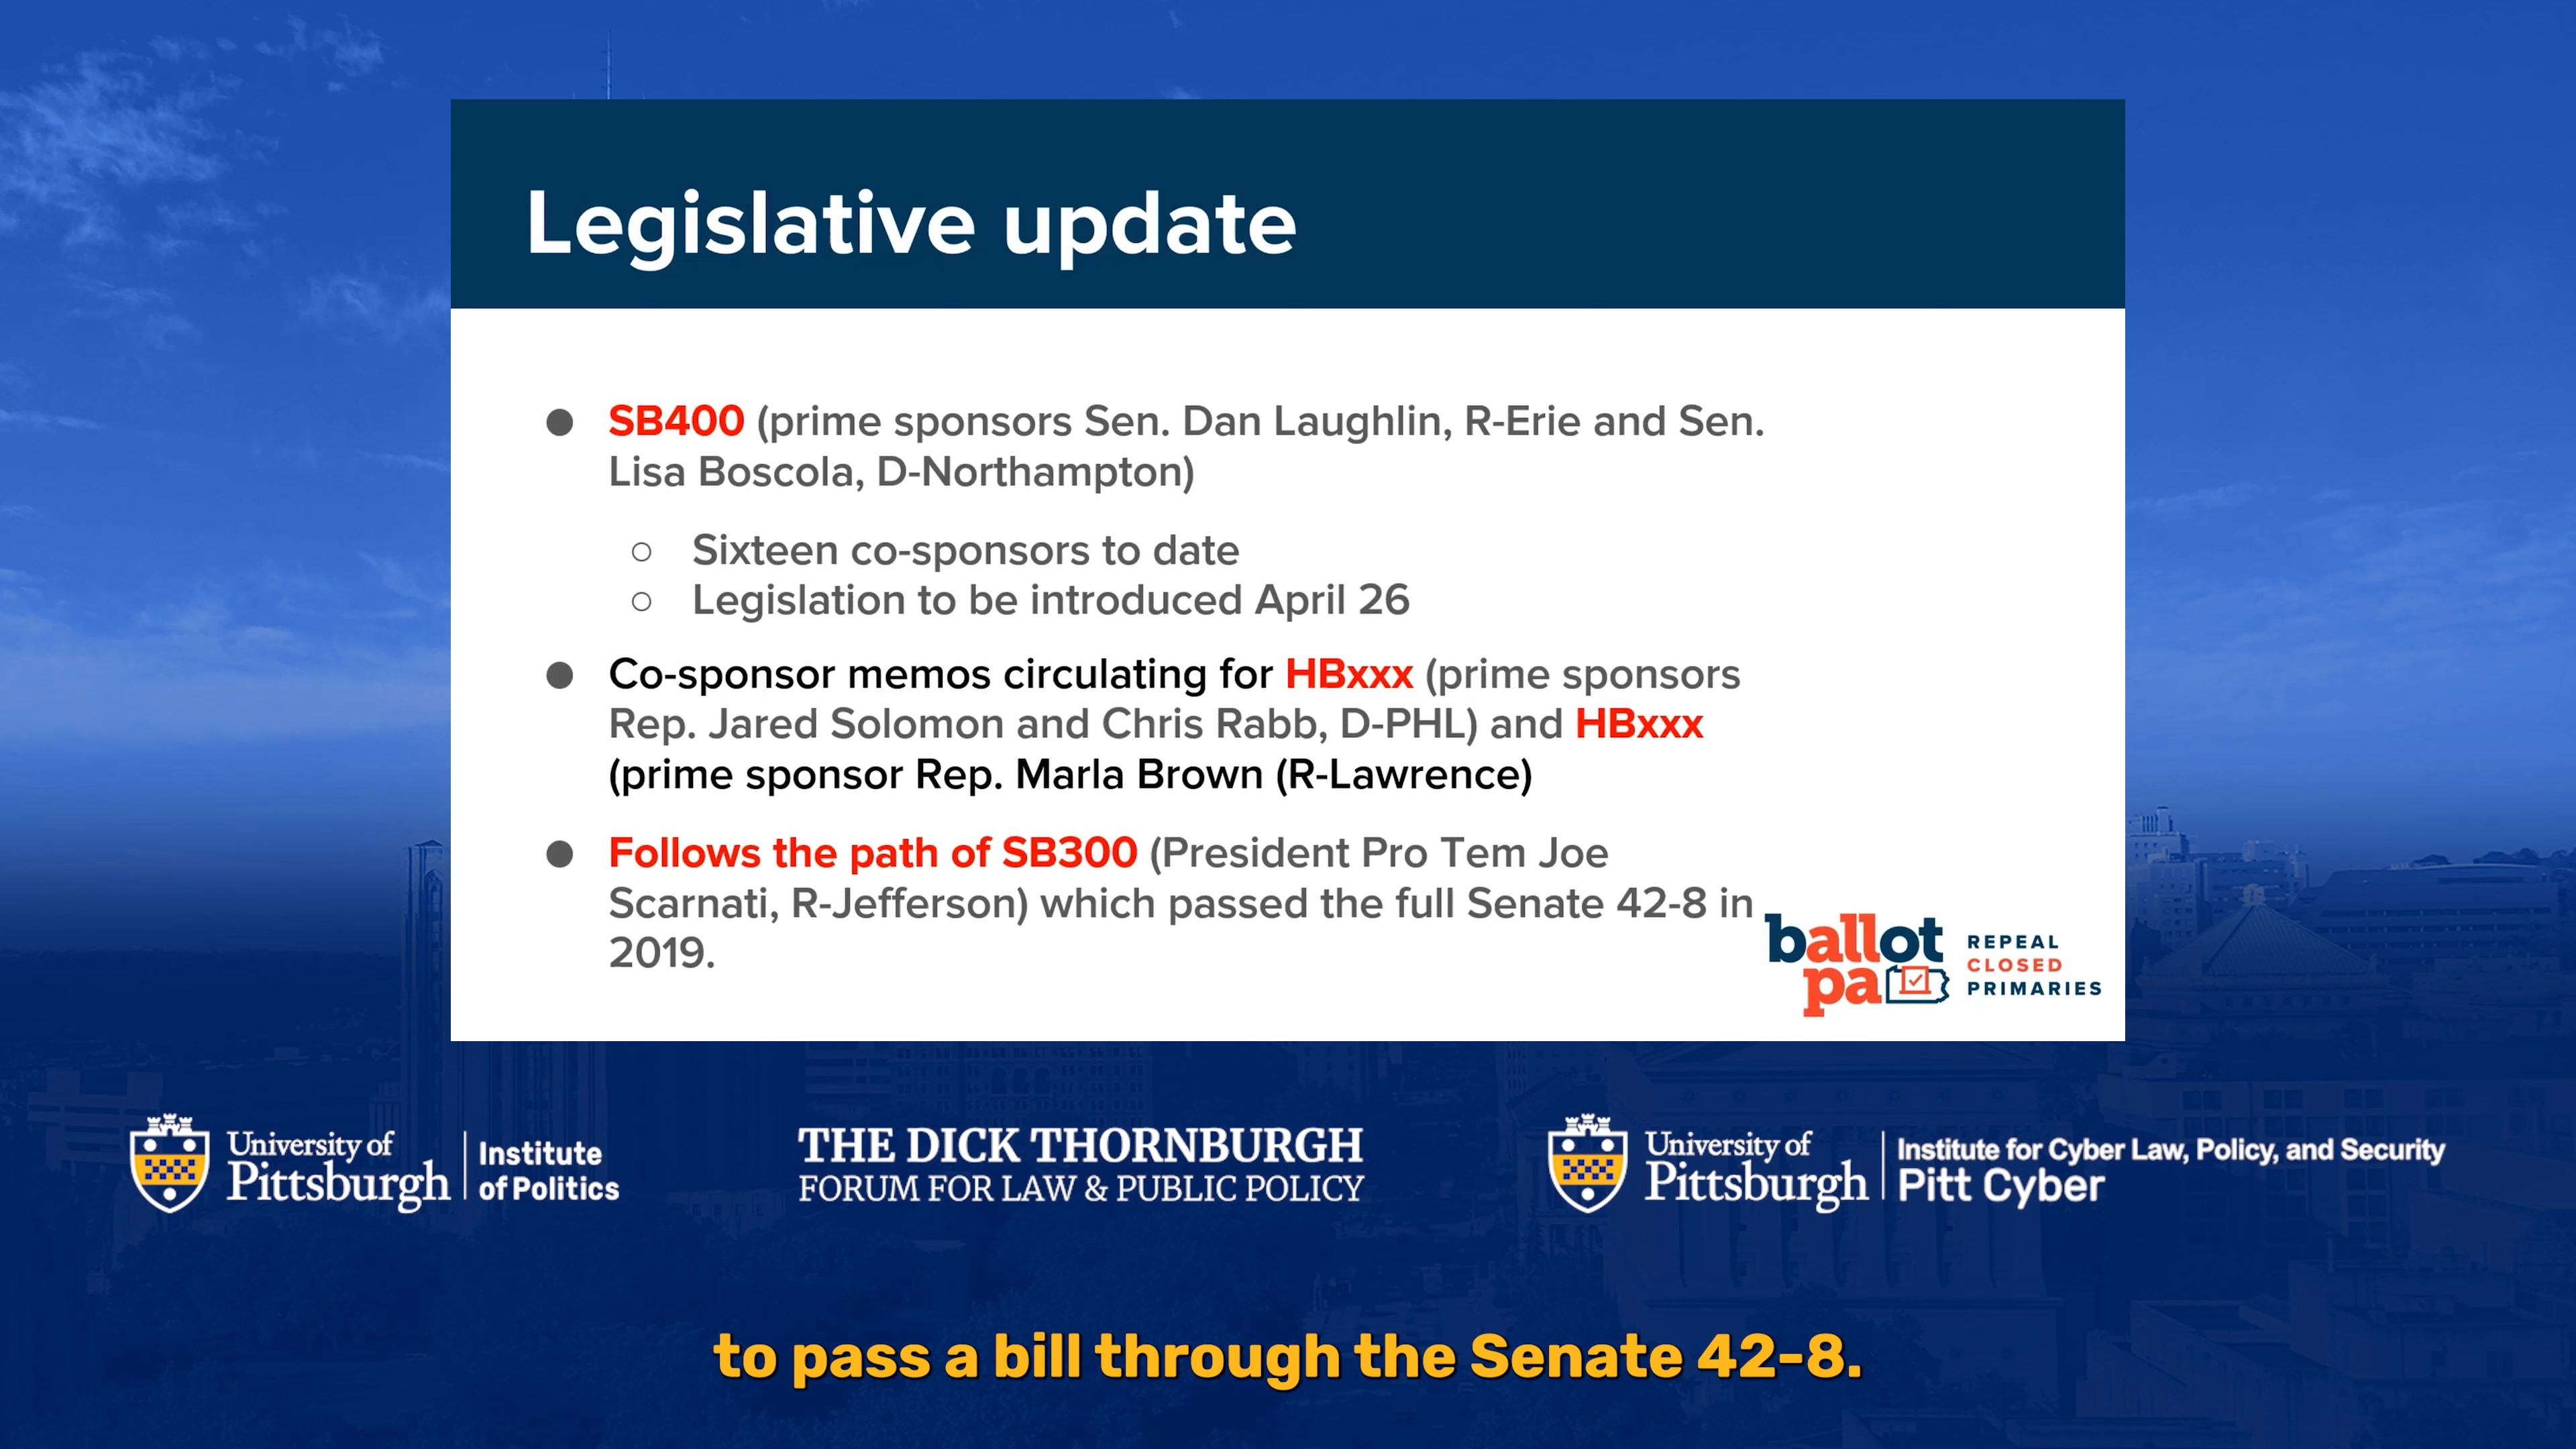 Legislative update
● SB400 (prime sponsors Sen. Dan Laughlin, R-Erie and Sen.
Lisa Boscola, D-Northampton)
○ Sixteen co-sponsors to date
○ Legislation to be introduced April 26
● Co-sponsor memos circulating for HBxxx (prime sponsors
Rep. Jared Solomon and Chris Rabb, D-PHL) and HBxxx
(prime sponsor Rep. Marla Brown (R-Lawrence)
● Follows the path of SB300 (President Pro Tem Joe
Scarnati, R-Jefferson) which passed the full Senate 42-8 in
2019.
ballot
pa
REPEAL
CLOSED
PRIMARIES
University of
Pittsburgh
Institute
of Politics
THE DICK THORNBURGH
FORUM FOR LAW & PUBLIC POLICY
University of
Pittsburgh
Institute for Cyber Law, Policy, and Security
Pitt Cyber
to pass a bill through the Senate 42-8.